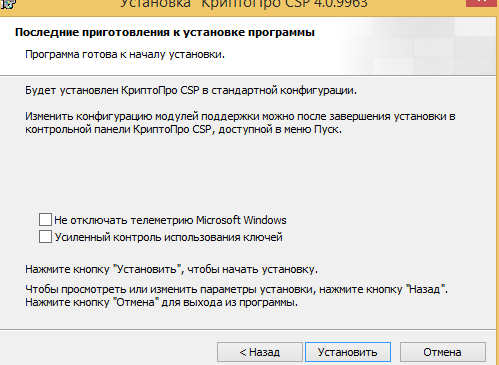 Установка "КриптоПро CSP 4.0.9963
Последние приготовления к установке программы
Программа готова к началу установки.
Будет установлен КриптоПро CSP в стандартной конфигурации.
Изменить конфигурацию модулей поддержки можно после завершения установки в
контрольной панели КриптоПро CSP, доступной в меню Пуск.
Не отключать телеметрию Microsoft Windows
Усиленный контроль использования ключей
Нажмите кнопку "Установить", чтобы начать установку.
Чтобы просмотреть или изменить параметры установки, нажмите кнопку "Назад".
Нажмите кнопку "Отмена" для выхода из программы.
< Назад
Установить
Отмена